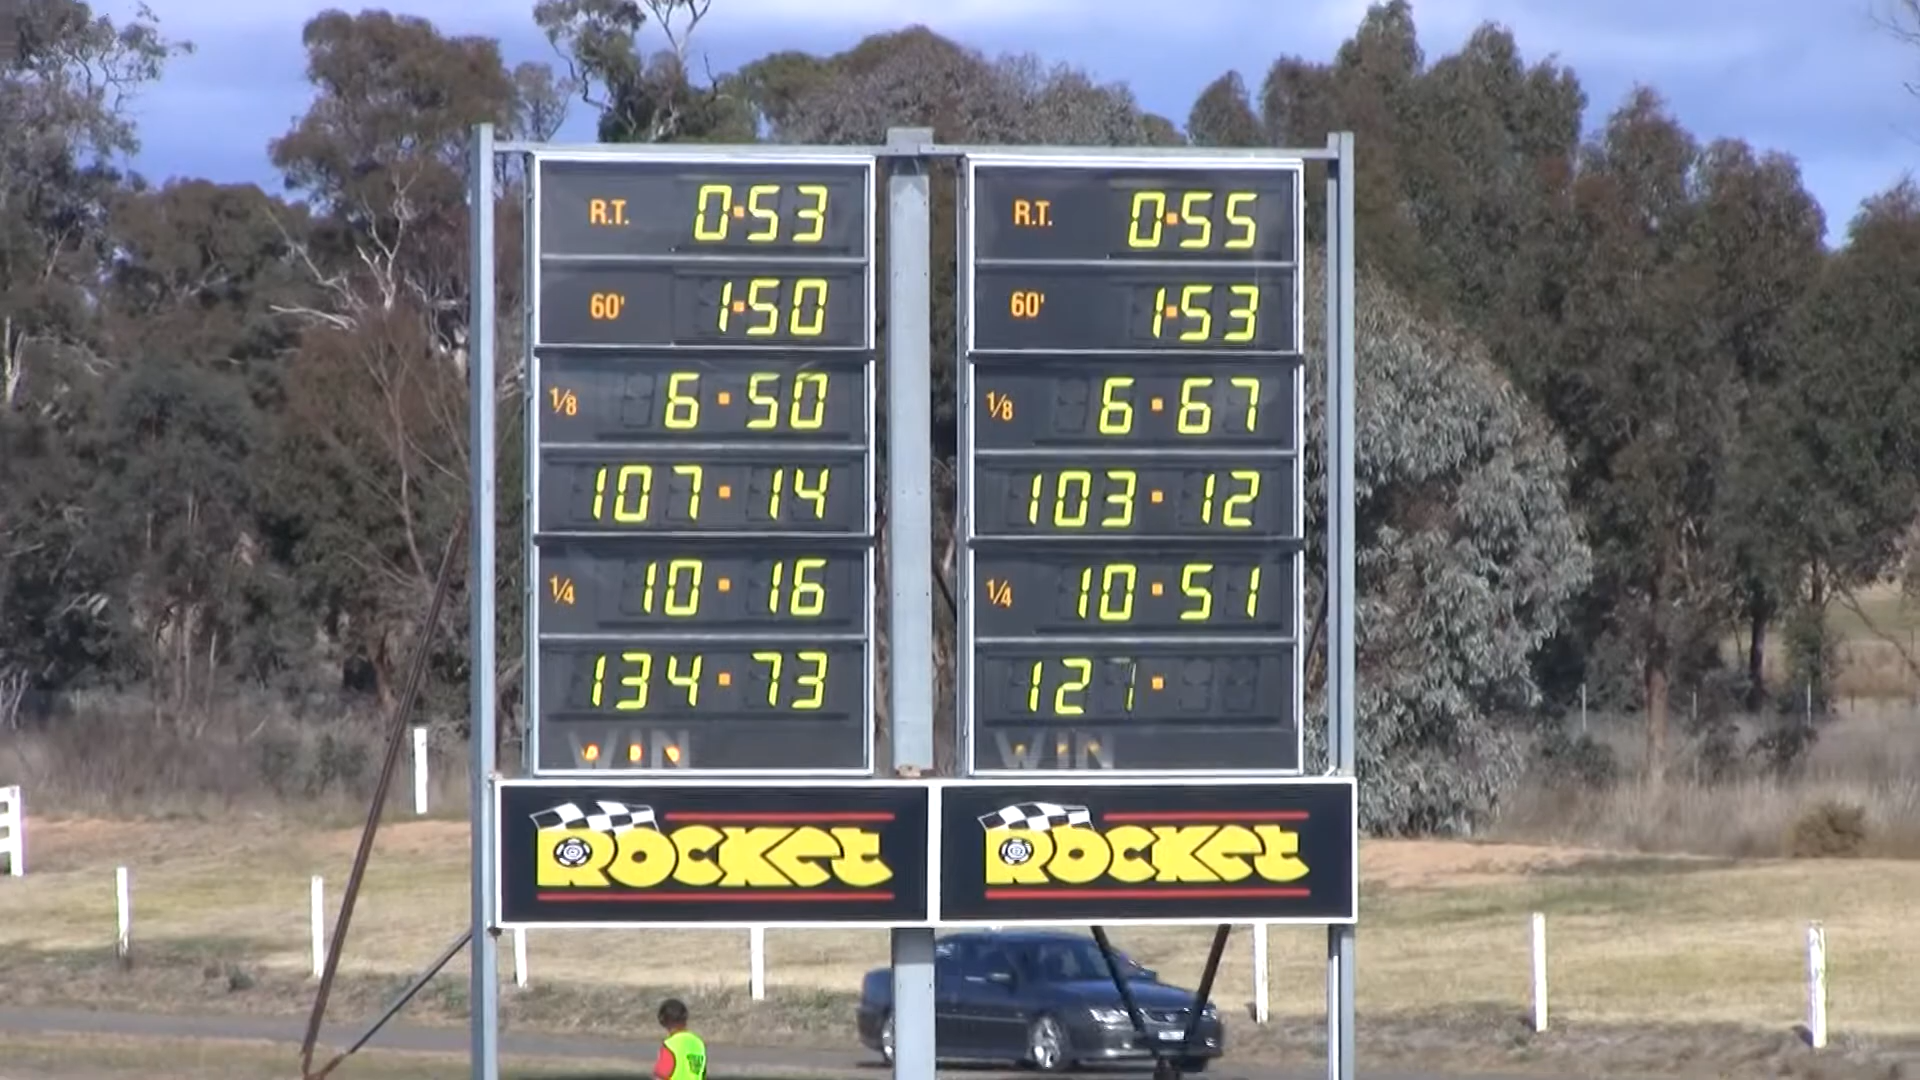 R.T. 0.53
60' 1.50
1/8 6.50
107.14
1/4 10.16
134.73
WIN
ROCKET
R.T. 0.55
60' 1.53
1/8 6.67
103.12
1/4 10.51
12
WIN
ROCKET